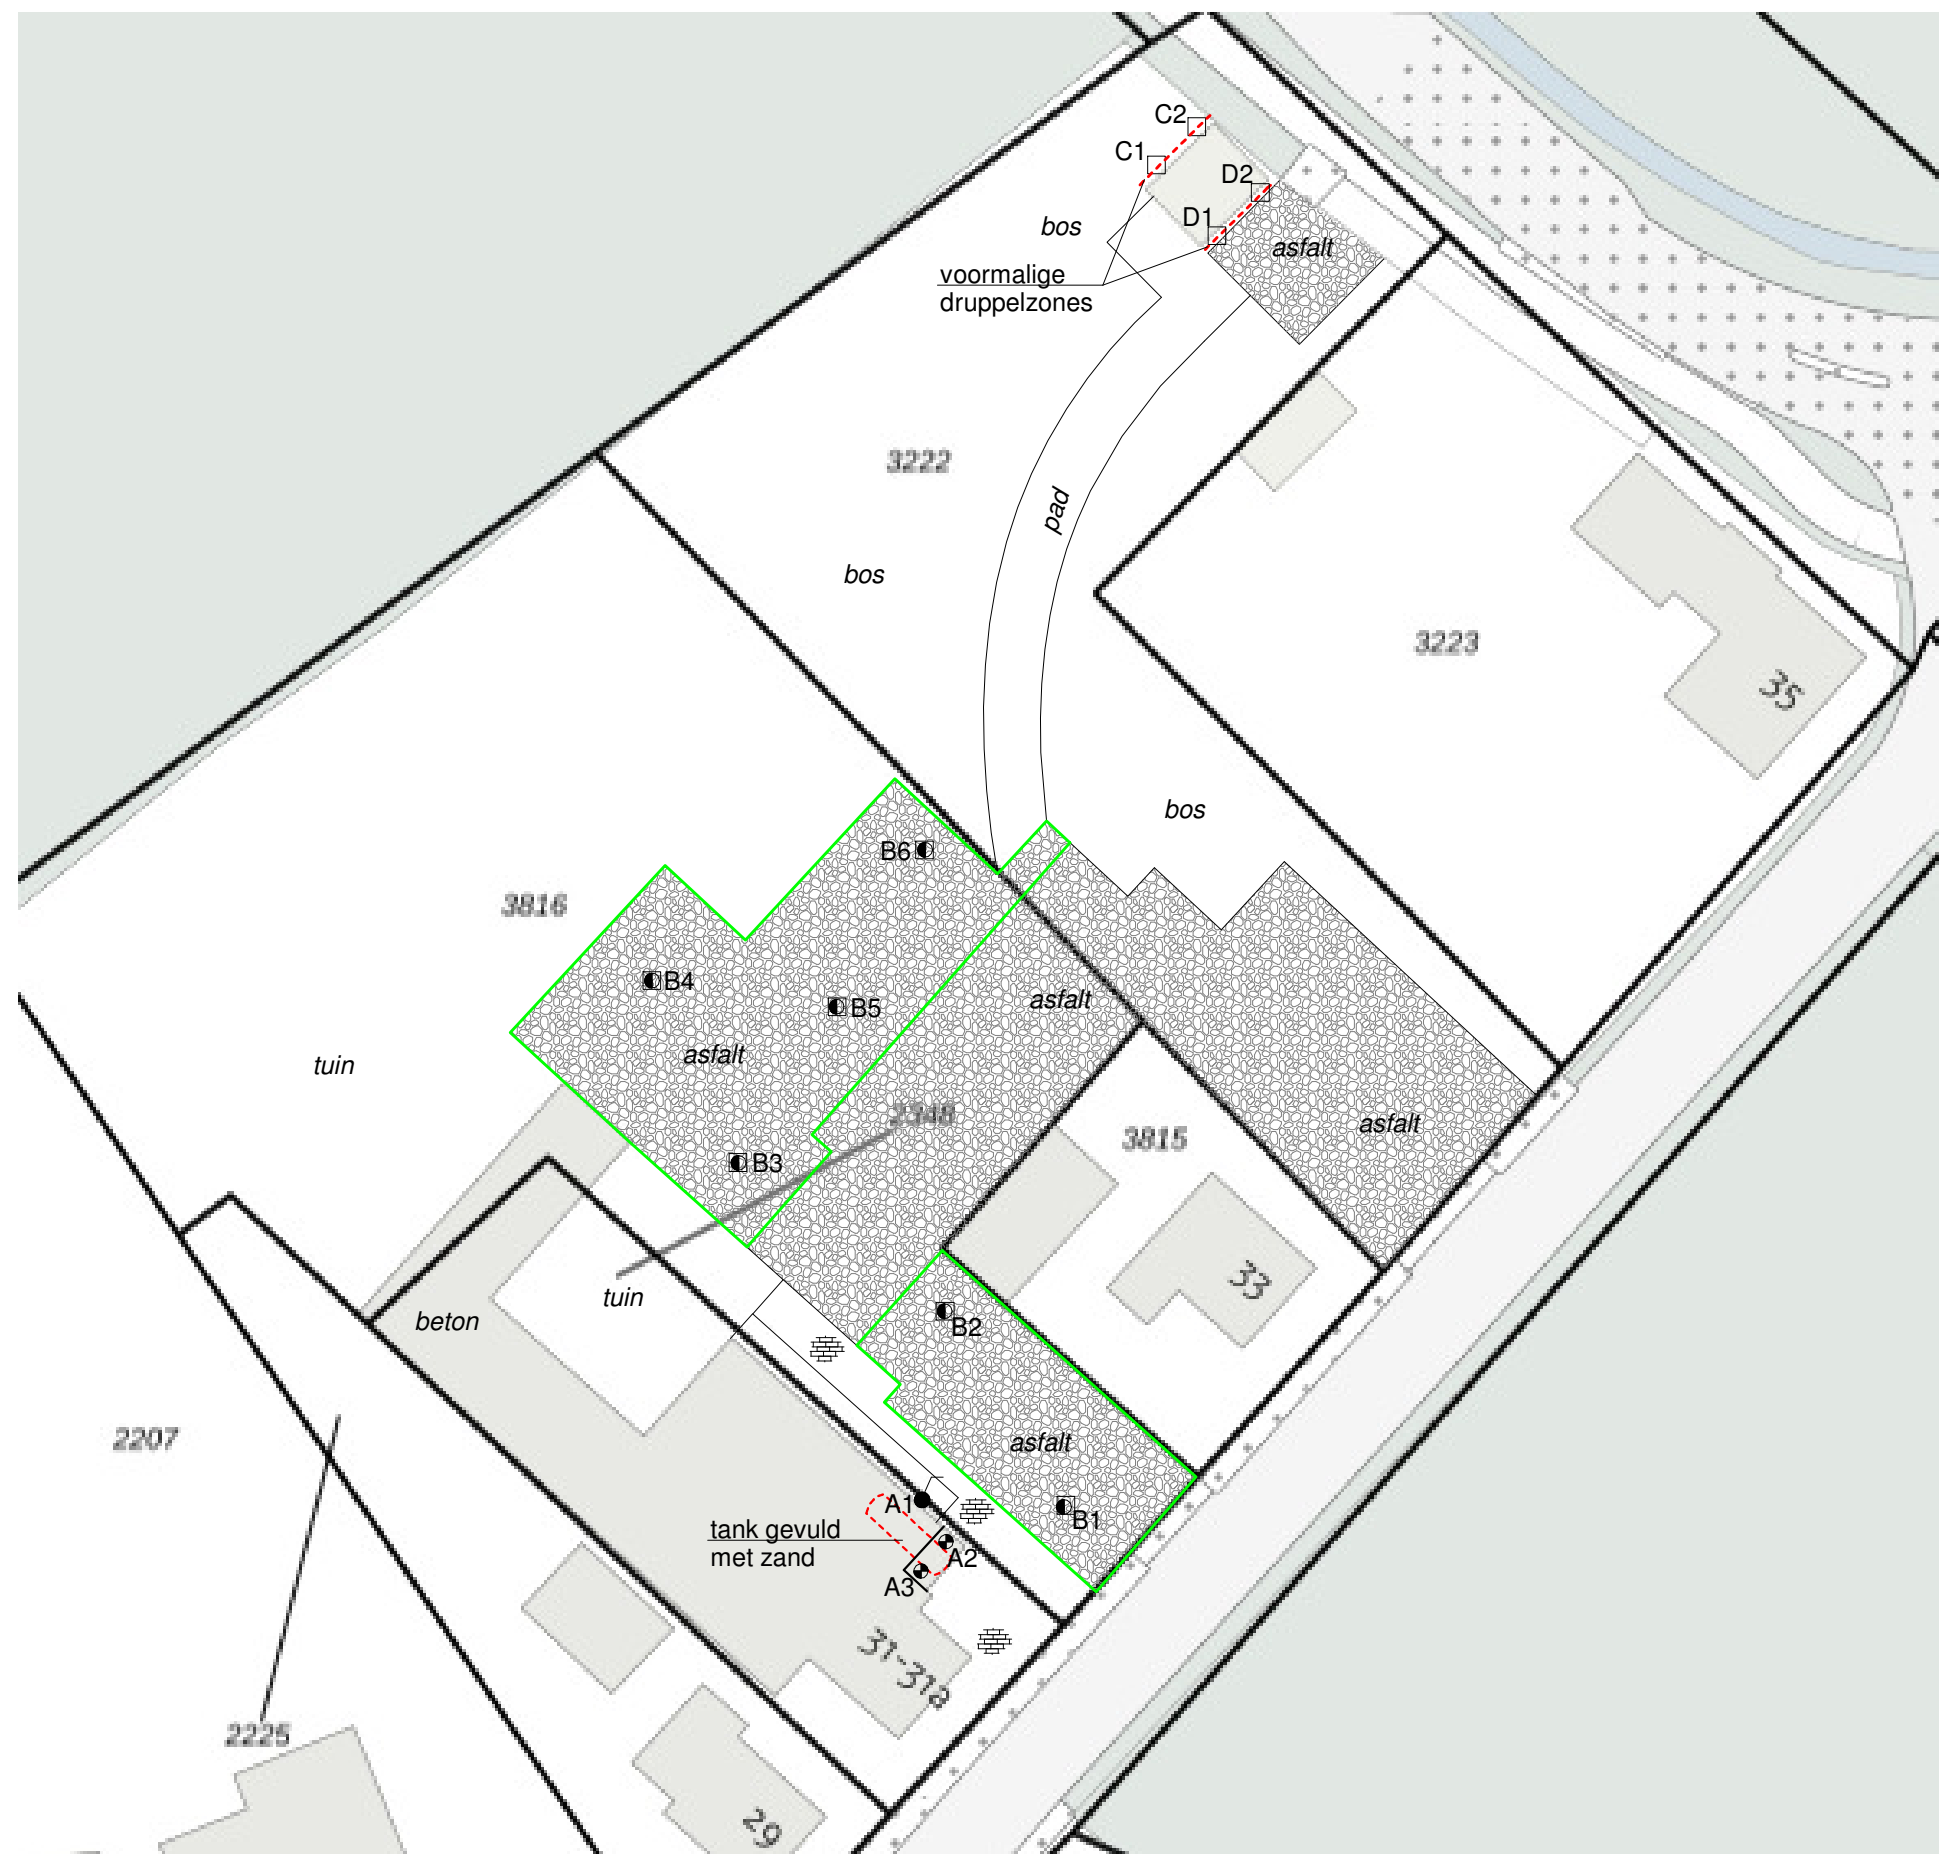 C2
C1
D2
D1
bos
asfalt
voormalige
druppelzones
3222
pad
bos
3223
35
bos
B6
3816
B4
B5
asfalt
asfalt
tuin
2348
asfalt
3815
B3
33
tuin
beton
B2
2207
asfalt
A1
B1
tank gevuld
met zand
A2
A3
31-31a
2225
29